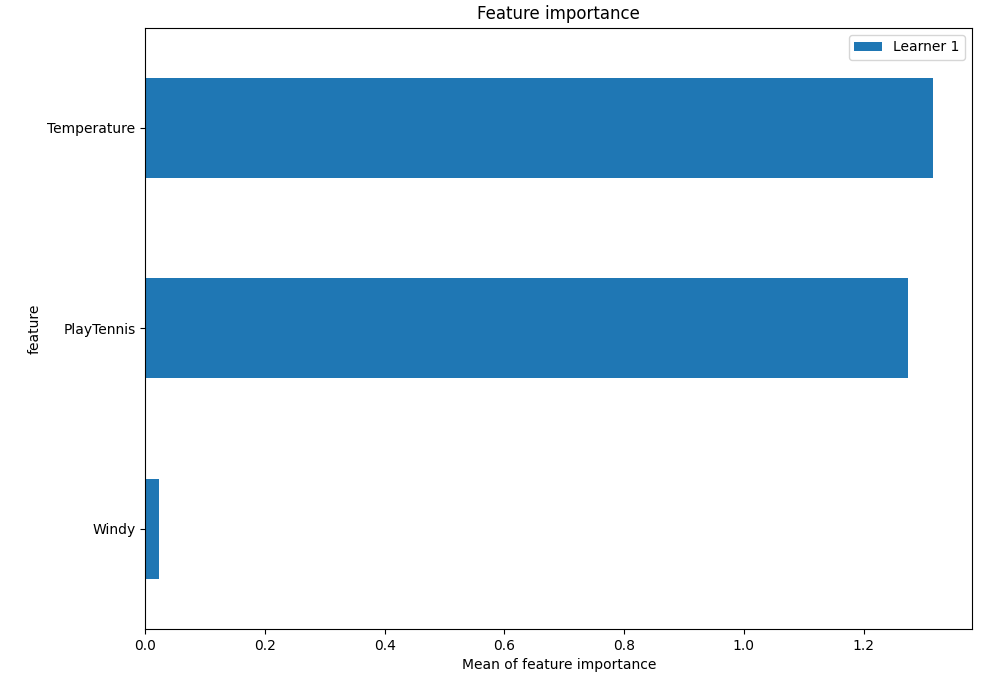 Feature importance
Learner 1
Temperature
PlayTennis
Windy
feature
0.0 0.2 0.4 0.6 0.8 1.0 1.2
Mean of feature importance